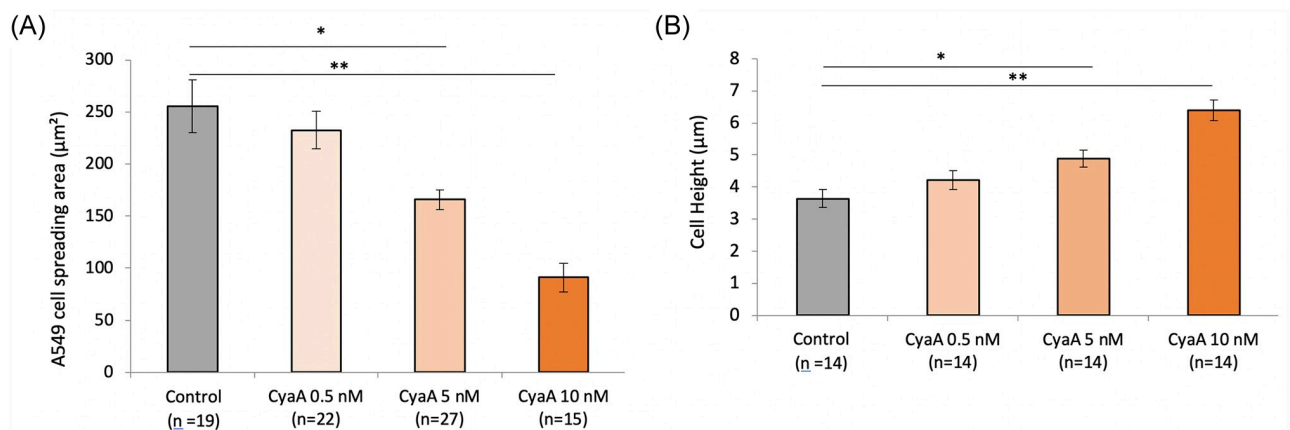 (A)
*
**
300
250
200
150
100
50
0
A549 cell spreading area (µm²)
Control
(n =19)
CyaA 0.5 nM
(n=22)
CyaA 5 nM
(n=27)
CyaA 10 nM
(n=15)
(B)
*
**
8
7
6
5
4
3
2
1
0
Cell Height (µm)
Control
(n =14)
CyaA 0.5 nM
(n=14)
CyaA 5 nM
(n=14)
CyaA 10 nM
(n=14)